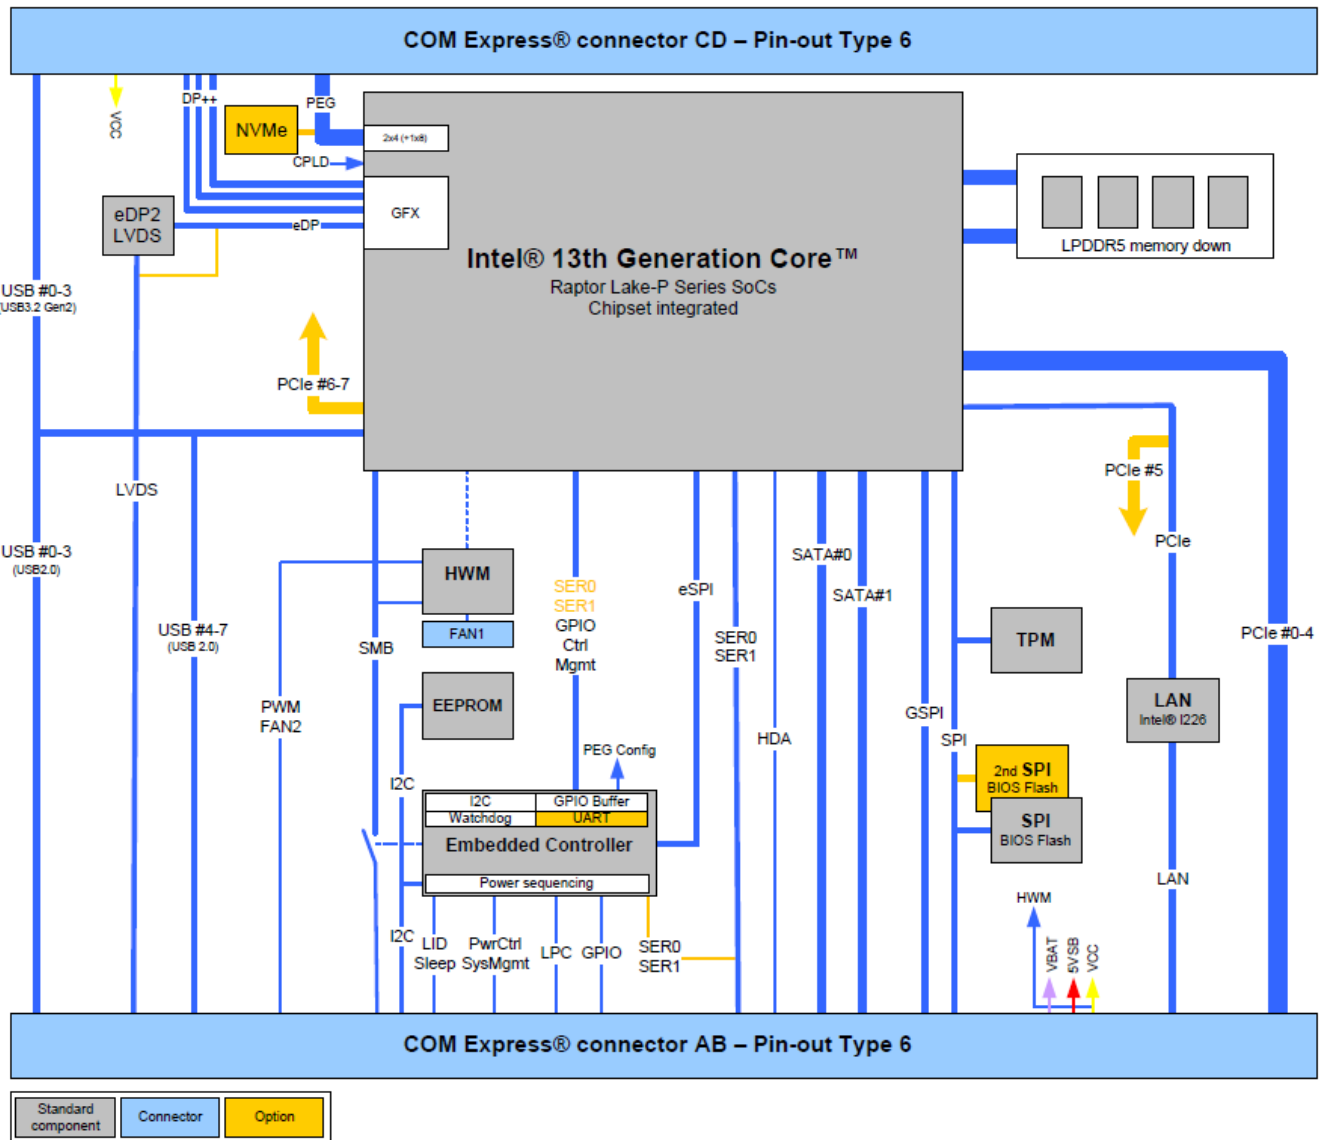 COM Express® connector CD – Pin-out Type 6
VCC
DP++
PEG
NVMe
2x4 (+1x8)
CPLD
GFX
eDP
eDP2
LVDS
Intel® 13th Generation Core™
Raptor Lake-P Series SoCs
Chipset integrated
LPDDR5 memory down
USB #0-3
(USB3.2 Gen2)
PCIe #6-7
PCIe #5
LVDS
USB #0-3
(USB2.0)
USB #4-7
(USB 2.0)
PWM
FAN2
SMB
HWM
FAN1
EEPROM
I2C
SER0
SER1
GPIO
Ctrl
Mgmt
PEG Config
eSPI
SER0
SER1
HDA
SATA#0
SATA#1
GSPI
SPI
TPM
PCIe
PCIe #0-4
LAN
Intel® I226
2nd SPI
BIOS Flash
SPI
BIOS Flash
I2C
GPIO Buffer
Watchdog
UART
Embedded Controller
Power sequencing
I2C
LID
Sleep
PwrCtrl
SysMgmt
LPC
GPIO
SER0
SER1
LAN
HWM
VBAT
5VSB
VCC
COM Express® connector AB – Pin-out Type 6
Standard
component
Connector
Option